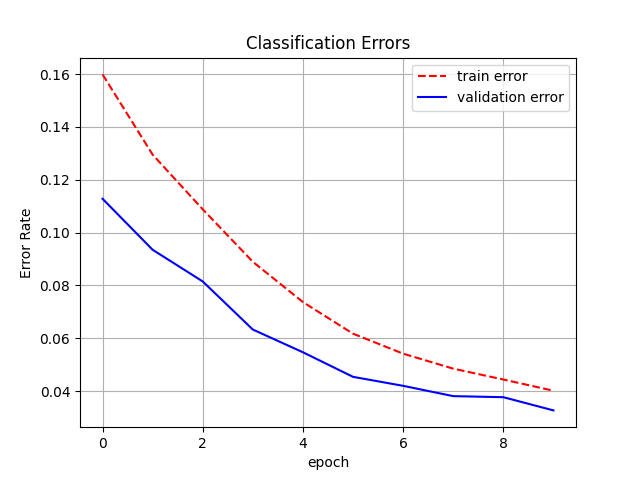 Classification Errors
train error
validation error
0.16
0.14
0.12
0.10
0.08
0.06
0.04
Error Rate
0 2 4 6 8
epoch